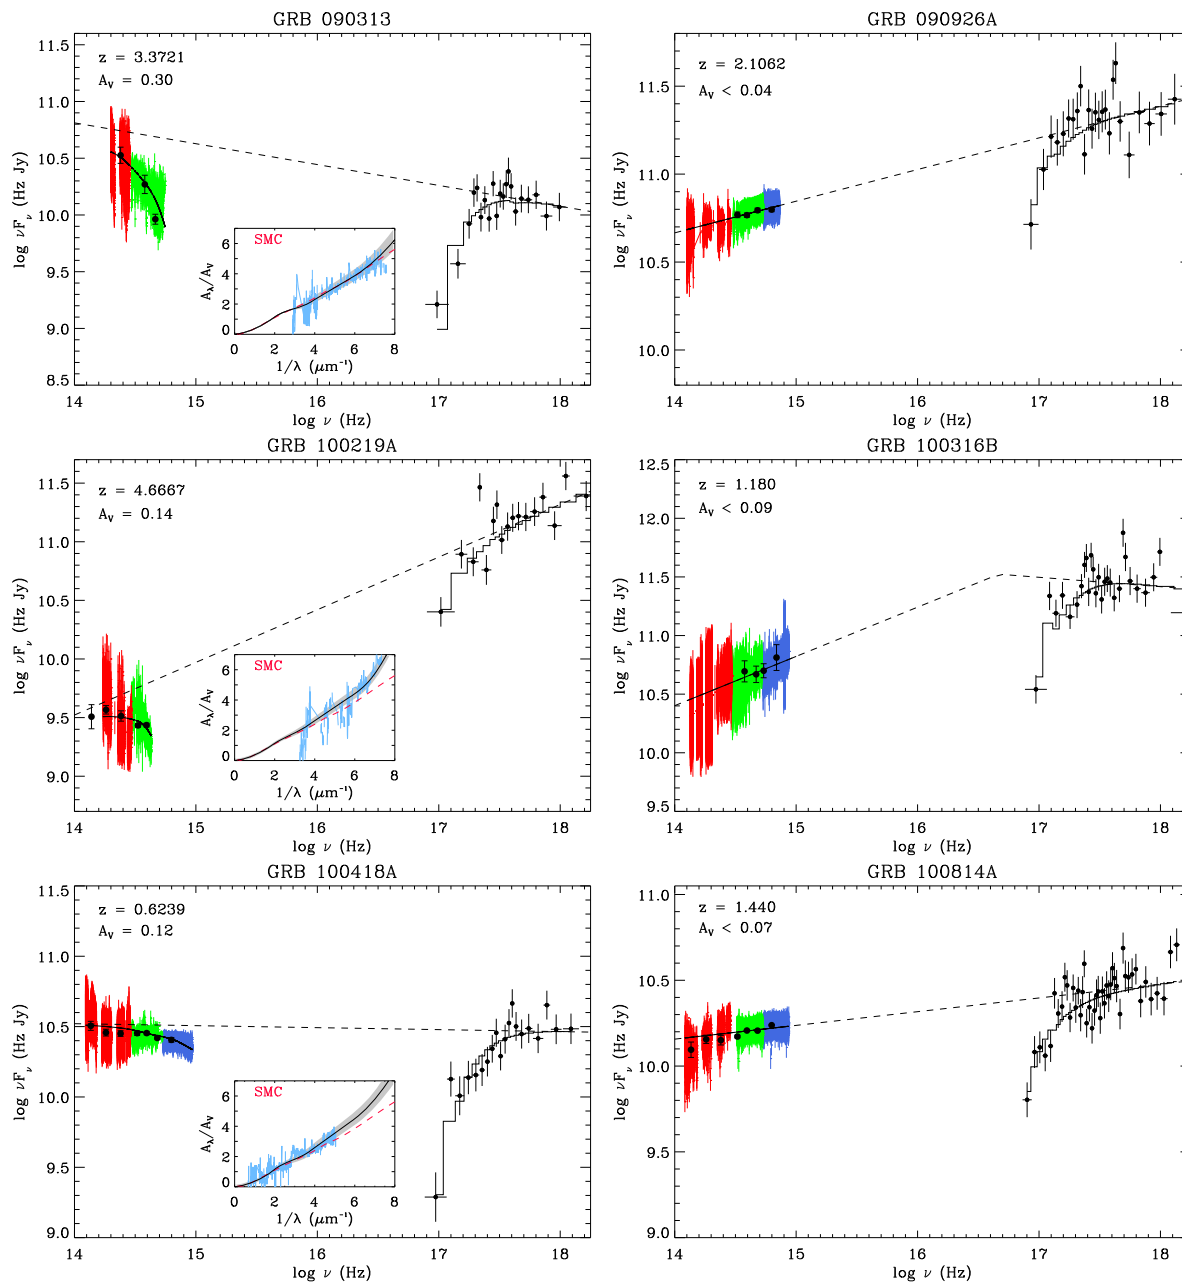 GRB 090313
z = 3.3721
A_V = 0.30
11.5
11.0
10.5
10.0
9.5
9.0
8.5
log νF_ν (Hz Jy)
14 15 16 17 18
log ν (Hz)
SMC
A_λ/A_V
6
4
2
0
0 2 4 6 8
1/λ (μm⁻¹)
GRB 090926A
z = 2.1062
A_V < 0.04
11.5
11.0
10.5
10.0
log νF_ν (Hz Jy)
14 15 16 17 18
log ν (Hz)
GRB 100219A
z = 4.6667
A_V = 0.14
11.5
11.0
10.5
10.0
9.5
9.0
log νF_ν (Hz Jy)
14 15 16 17 18
log ν (Hz)
SMC
A_λ/A_V
6
4
2
0
0 2 4 6 8
1/λ (μm⁻¹)
GRB 100316B
z = 1.180
A_V < 0.09
12.5
12.0
11.5
11.0
10.5
10.0
9.5
log νF_ν (Hz Jy)
14 15 16 17 18
log ν (Hz)
GRB 100418A
z = 0.6239
A_V = 0.12
11.5
11.0
10.5
10.0
9.5
9.0
log νF_ν (Hz Jy)
14 15 16 17 18
log ν (Hz)
SMC
A_λ/A_V
6
4
2
0
0 2 4 6 8
1/λ (μm⁻¹)
GRB 100814A
z = 1.440
A_V < 0.07
11.0
10.5
10.0
9.5
9.0
log νF_ν (Hz Jy)
14 15 16 17 18
log ν (Hz)